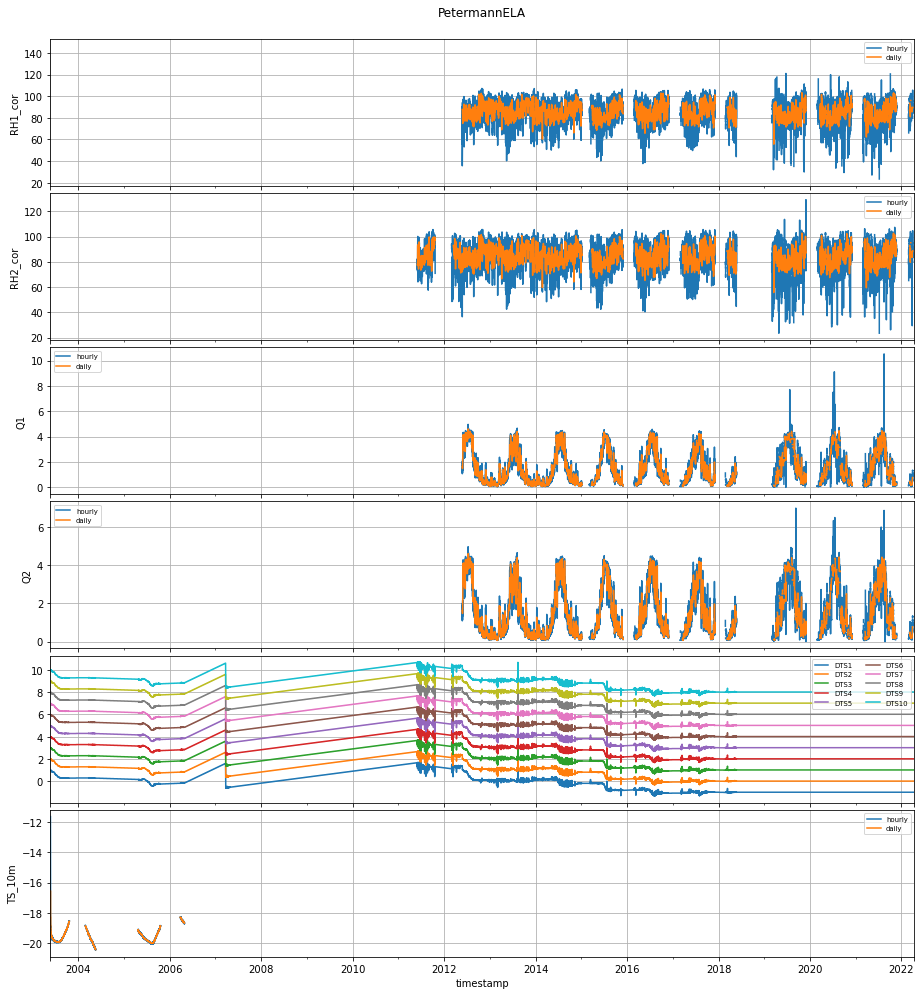 PetermannELA
140
120
100
80
60
40
20
RH1_cor
hourly
daily
120
100
80
60
40
20
RH2_cor
hourly
daily
10
8
6
4
2
0
Q1
hourly
daily
6
4
2
0
Q2
hourly
daily
10
8
6
4
2
0
DTS1 DTS6
DTS2 DTS7
DTS3 DTS8
DTS4 DTS9
DTS5 DTS10
−12
−14
−16
−18
−20
TS_10m
hourly
daily
2004 2006 2008 2010 2012 2014 2016 2018 2020 2022
timestamp